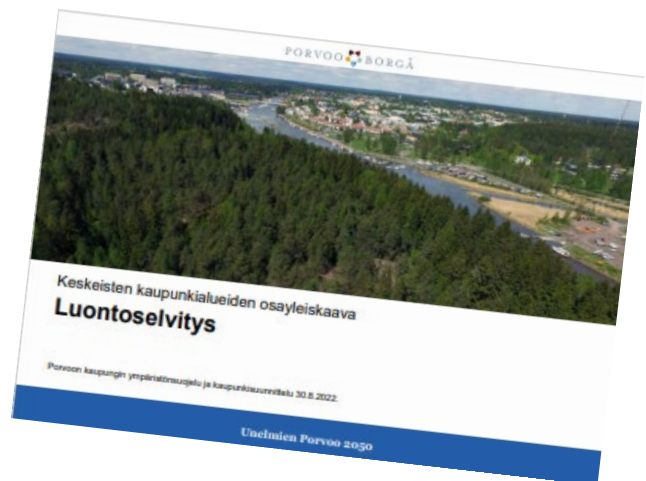 PORVOO BORGÅ
Keskeisten kaupunkialueiden osayleiskaava
Luontoselvitys
Porvoon kaupungin ympäristönsuojelu ja kaupunkisuunnittelu 30.8.2022.
Unelmien Porvoo 2050